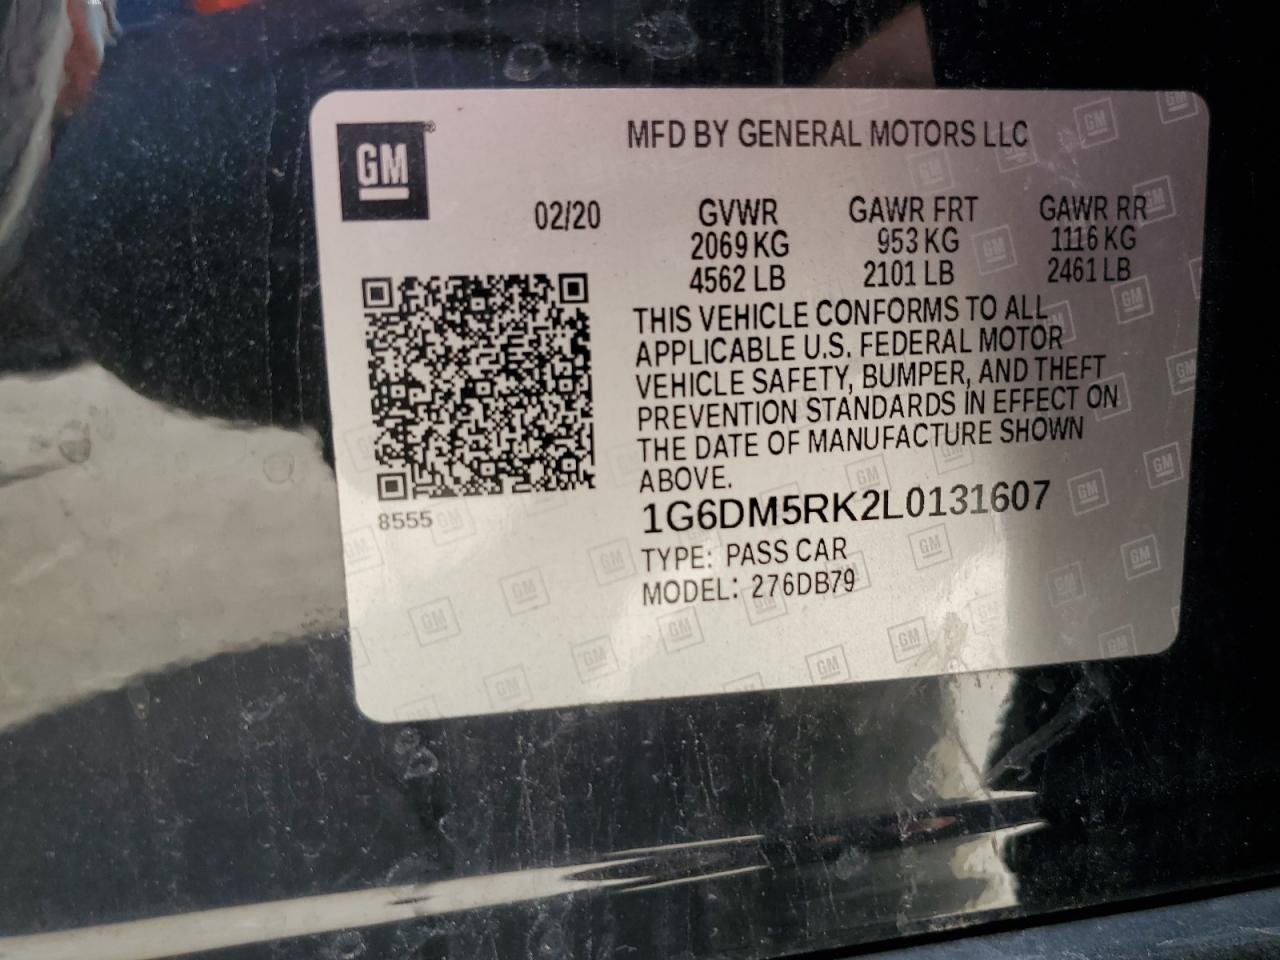 GM
MFD BY GENERAL MOTORS LLC
02/20
GVWR GAWR FRT GAWR RR
2069 KG 953 KG 1116 KG
4562 LB 2101 LB 2461 LB
THIS VEHICLE CONFORMS TO ALL
APPLICABLE U.S. FEDERAL MOTOR
VEHICLE SAFETY, BUMPER, AND THEFT
PREVENTION STANDARDS IN EFFECT ON
THE DATE OF MANUFACTURE SHOWN
ABOVE.
8555
1G6DM5RK2L0131607
TYPE: PASS CAR
MODEL: 276DB79